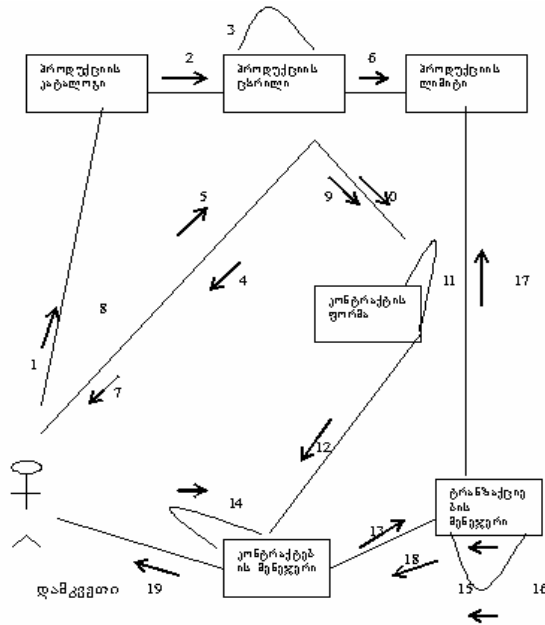 3
2
6
პროდუქციის
კატალოგი
პროდუქციის
ცხრილი
პროდუქციის
ლიმიტი
5
9
10
4
11
17
8
კონტრაქტის
ფორმა
1
7
12
14
ტრანზაქციე
ბის
მენეჯერი
13
კონტრაქტებ
ის მენეჯერი
18
დამკვეთი
19
15
16